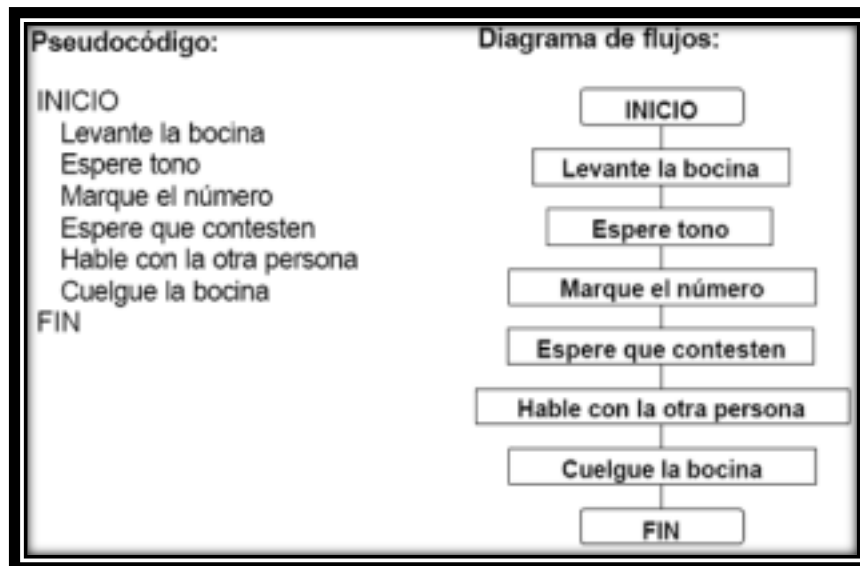 Pseudocódigo:
INICIO
Levante la bocina
Espere tono
Marque el número
Espere que contesten
Hable con la otra persona
Cuelgue la bocina
FIN
Diagrama de flujos:
INICIO
Levante la bocina
Espere tono
Marque el número
Espere que contesten
Hable con la otra persona
Cuelgue la bocina
FIN